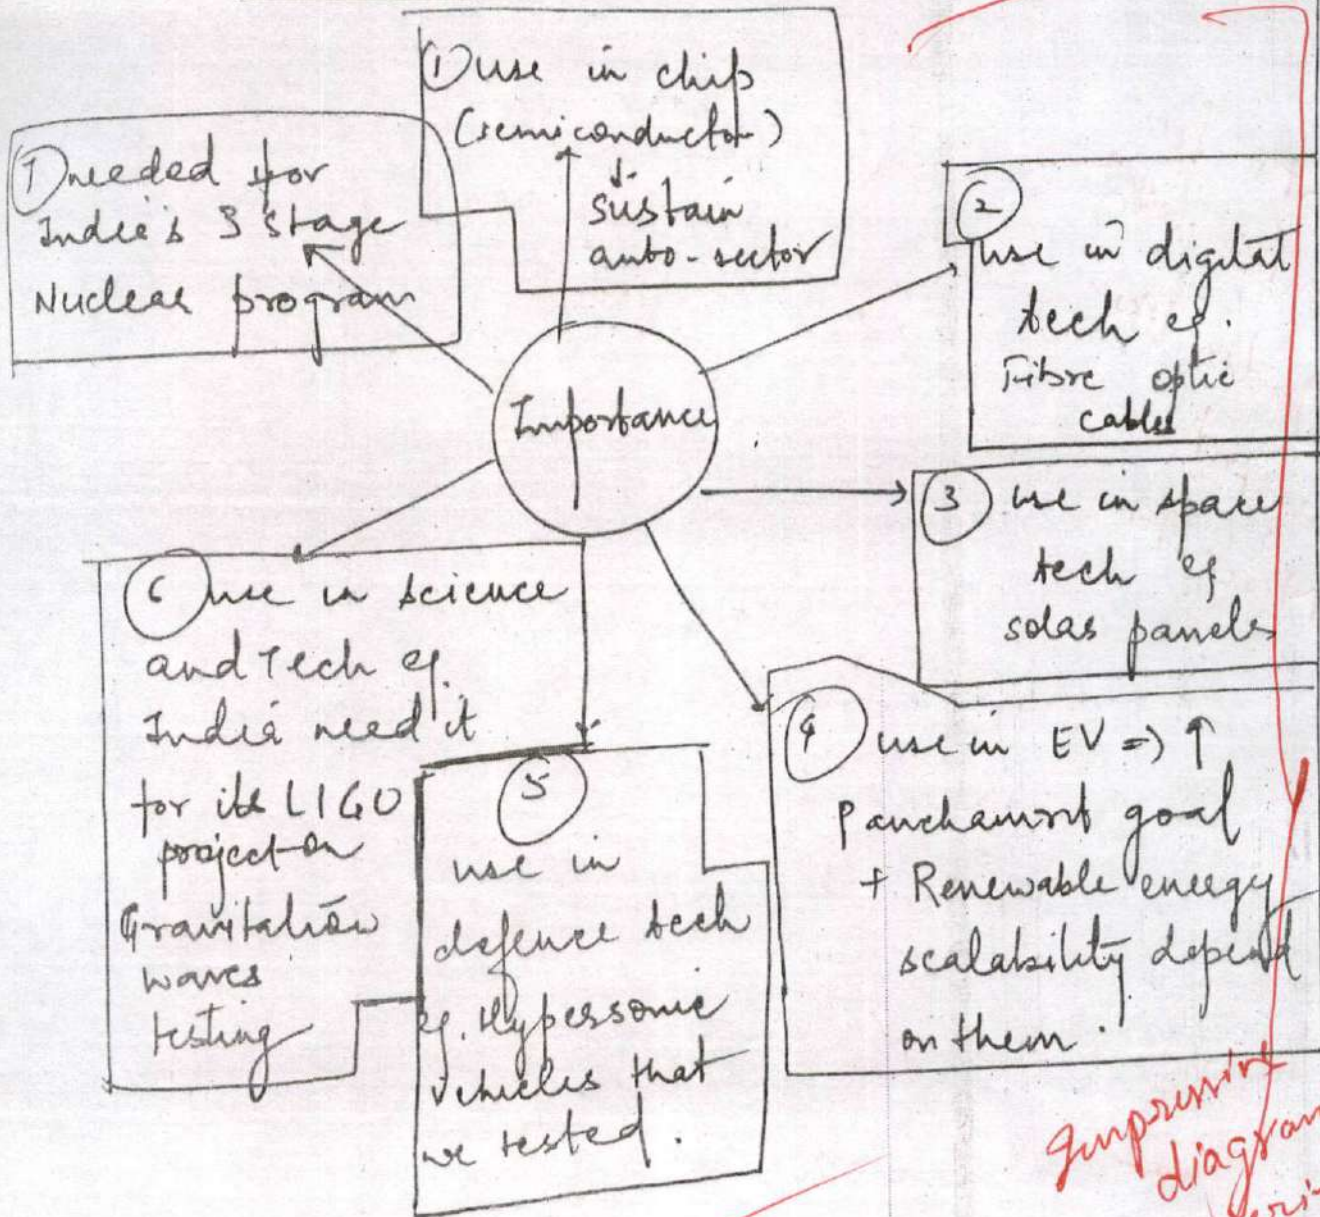 ① use in chip
(semiconductor)
↓
sustain
auto-sector
⑦ needed for
India's 3 stage
Nuclear program
②
use in digital
tech eg.
Fibre optic
cables
Importance
③ use in space
tech eg
solar panels
④ use in EV => ↑
Panchamrit goal
+ Renewable energy
scalability depend
on them.
⑥ use in science
and Tech eg.
India need it
for its LIGO
project on
Gravitation
waves
testing
⑤
use in
defence tech
eg. Hypersonic
vehicles that
we tested.
diagram